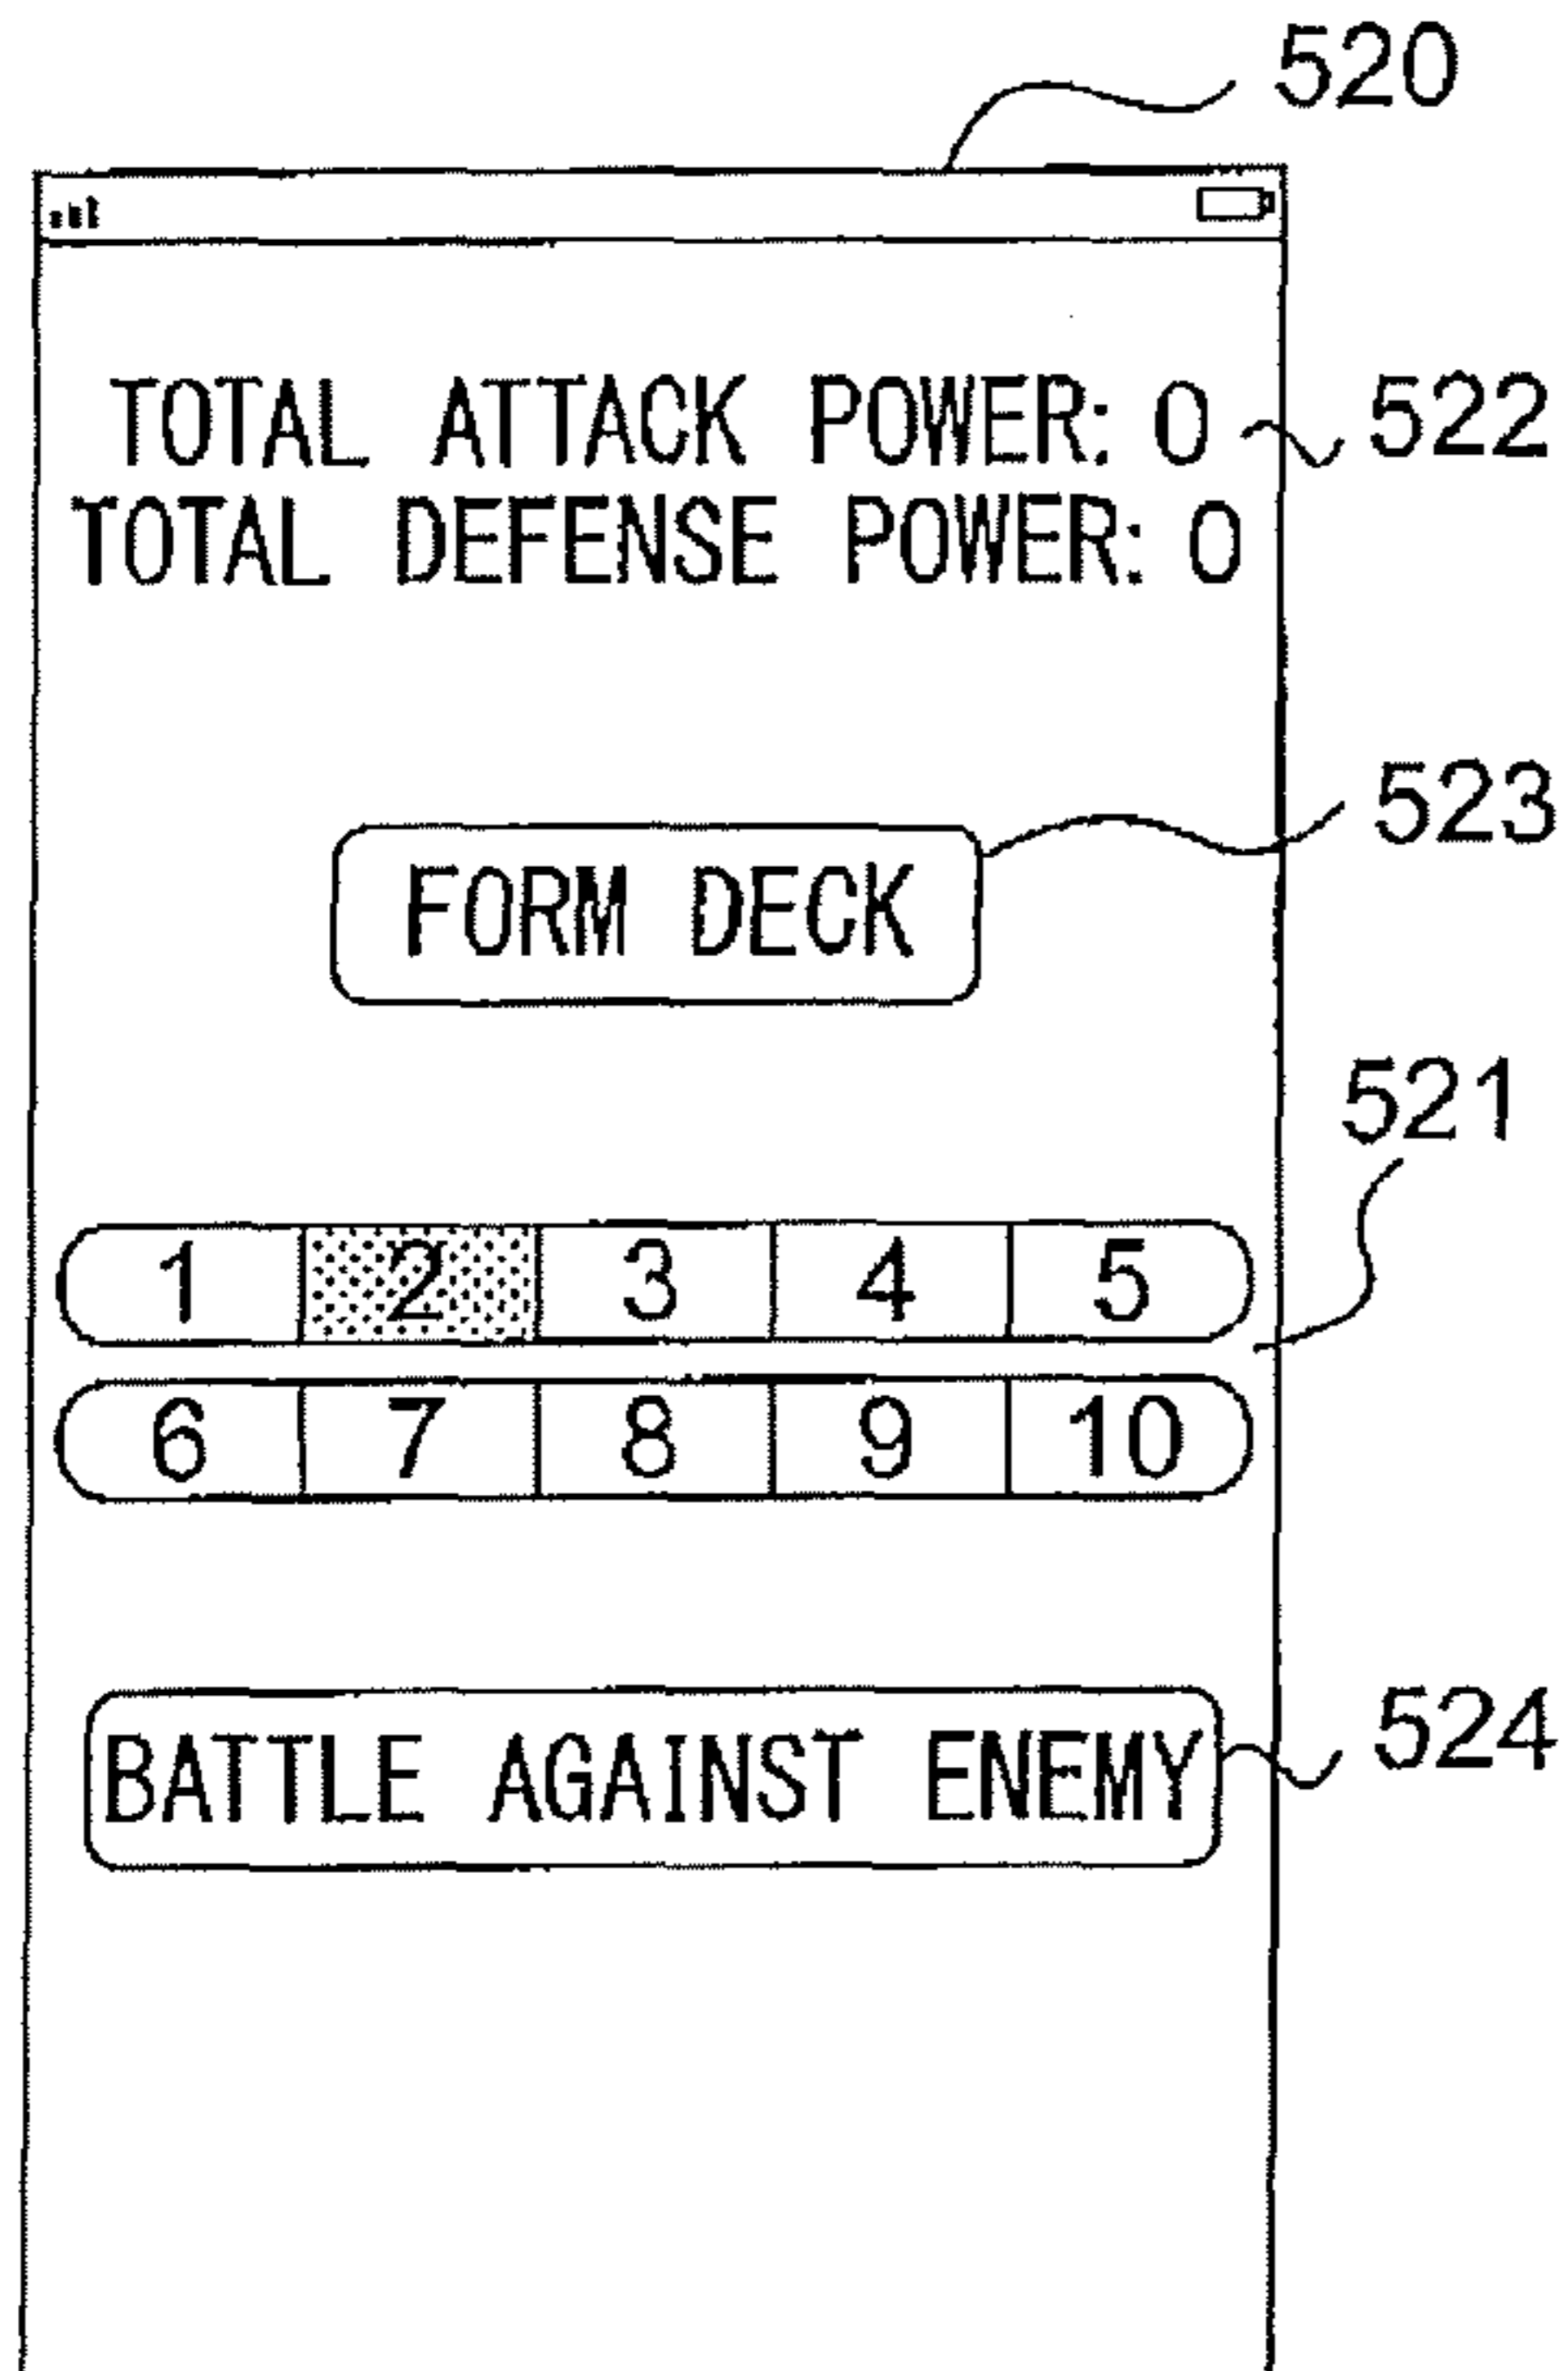 520
TOTAL ATTACK POWER: 0
522
TOTAL DEFENSE POWER: 0
523
FORM DECK
521
1 2 3 4 5
6 7 8 9 10
524
BATTLE AGAINST ENEMY